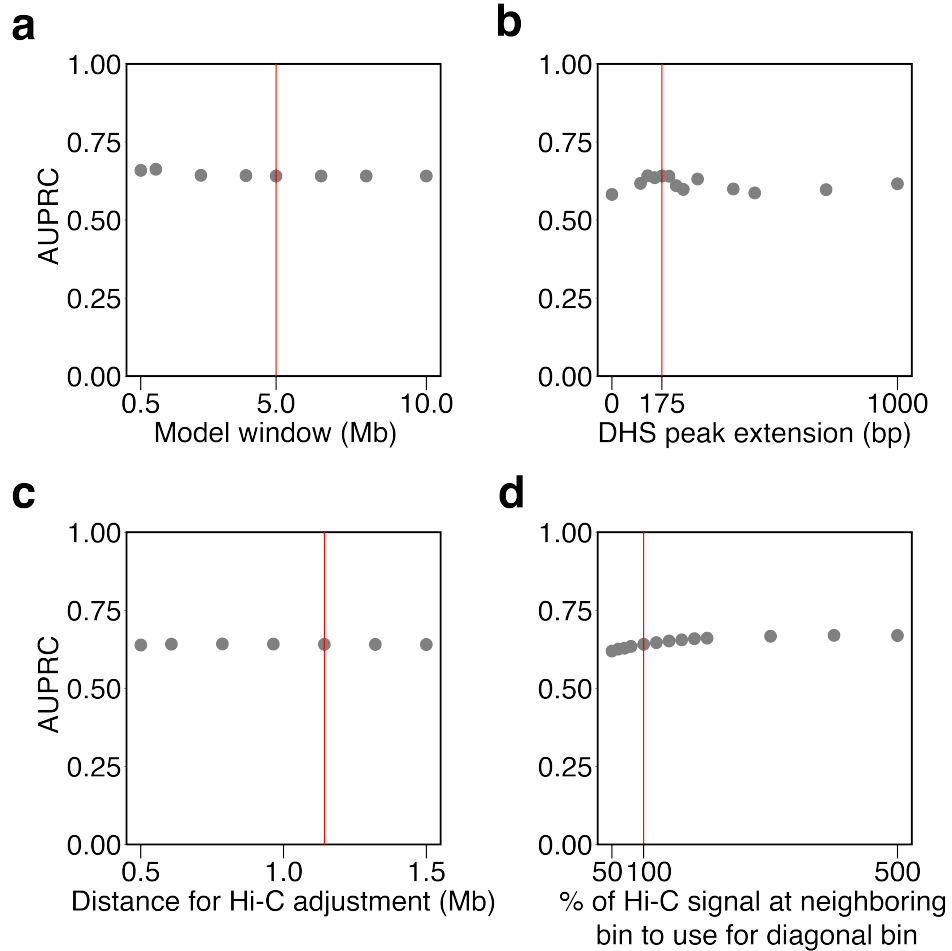 a
1.00
0.75
0.50
0.25
0.00
AUPRC
0.5 5.0 10.0
Model window (Mb)
b
1.00
0.75
0.50
0.25
0.00
0 175 1000
DHS peak extension (bp)
c
1.00
0.75
0.50
0.25
0.00
AUPRC
0.5 1.0 1.5
Distance for Hi-C adjustment (Mb)
d
1.00
0.75
0.50
0.25
0.00
50 100 500
% of Hi-C signal at neighboring
bin to use for diagonal bin